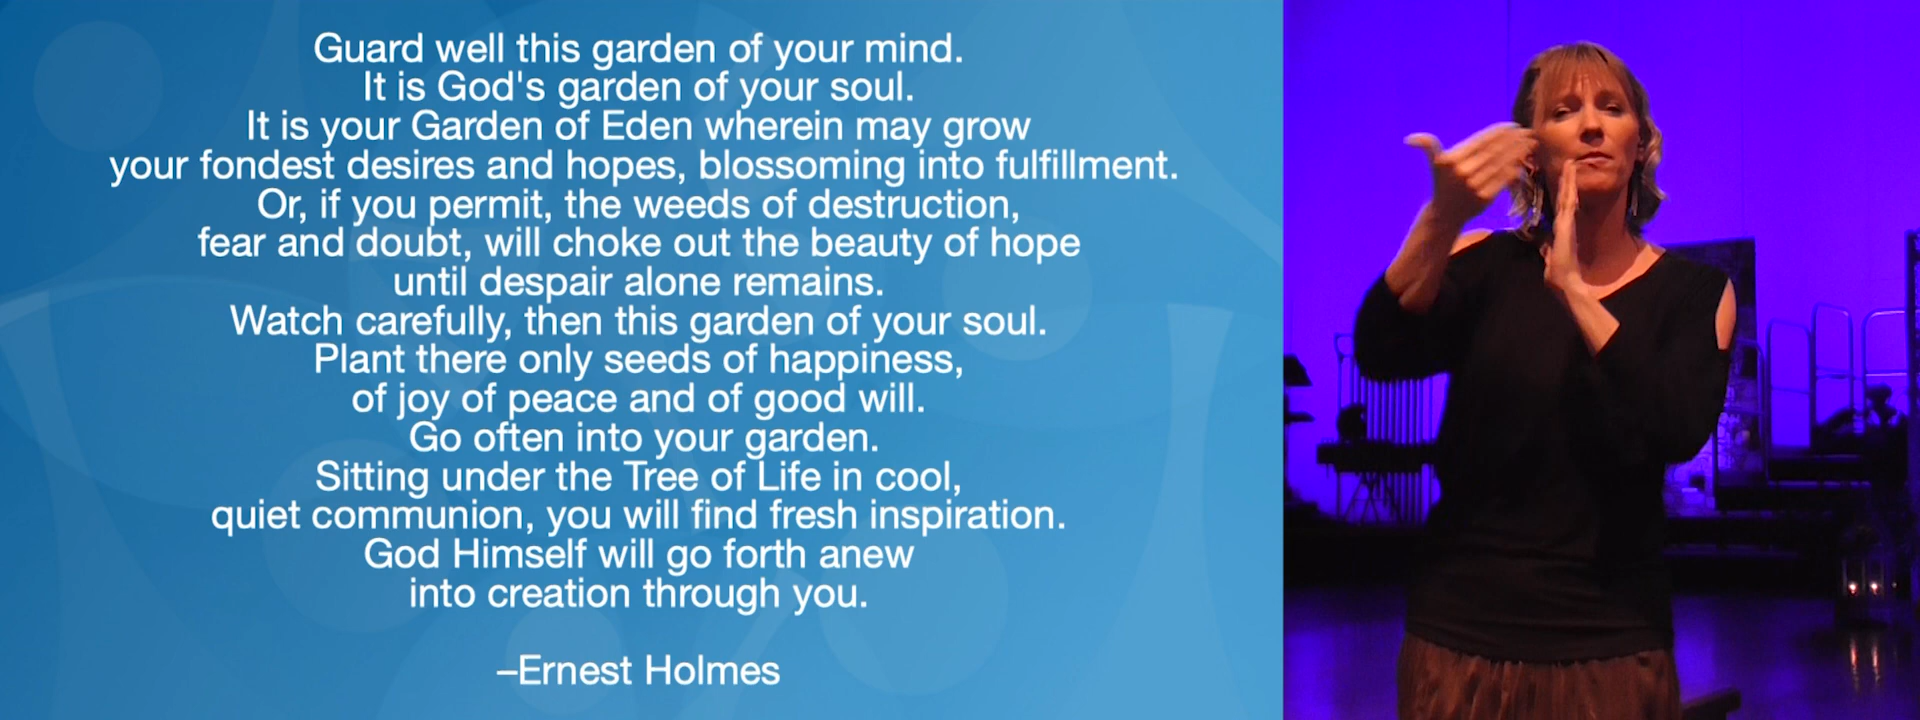 Guard well this garden of your mind.
It is God's garden of your soul.
It is your Garden of Eden wherein may grow
your fondest desires and hopes, blossoming into fulfillment.
Or, if you permit, the weeds of destruction,
fear and doubt, will choke out the beauty of hope
until despair alone remains.
Watch carefully, then this garden of your soul.
Plant there only seeds of happiness,
of joy of peace and of good will.
Go often into your garden.
Sitting under the Tree of Life in cool,
quiet communion, you will find fresh inspiration.
God Himself will go forth anew
into creation through you.
–Ernest Holmes